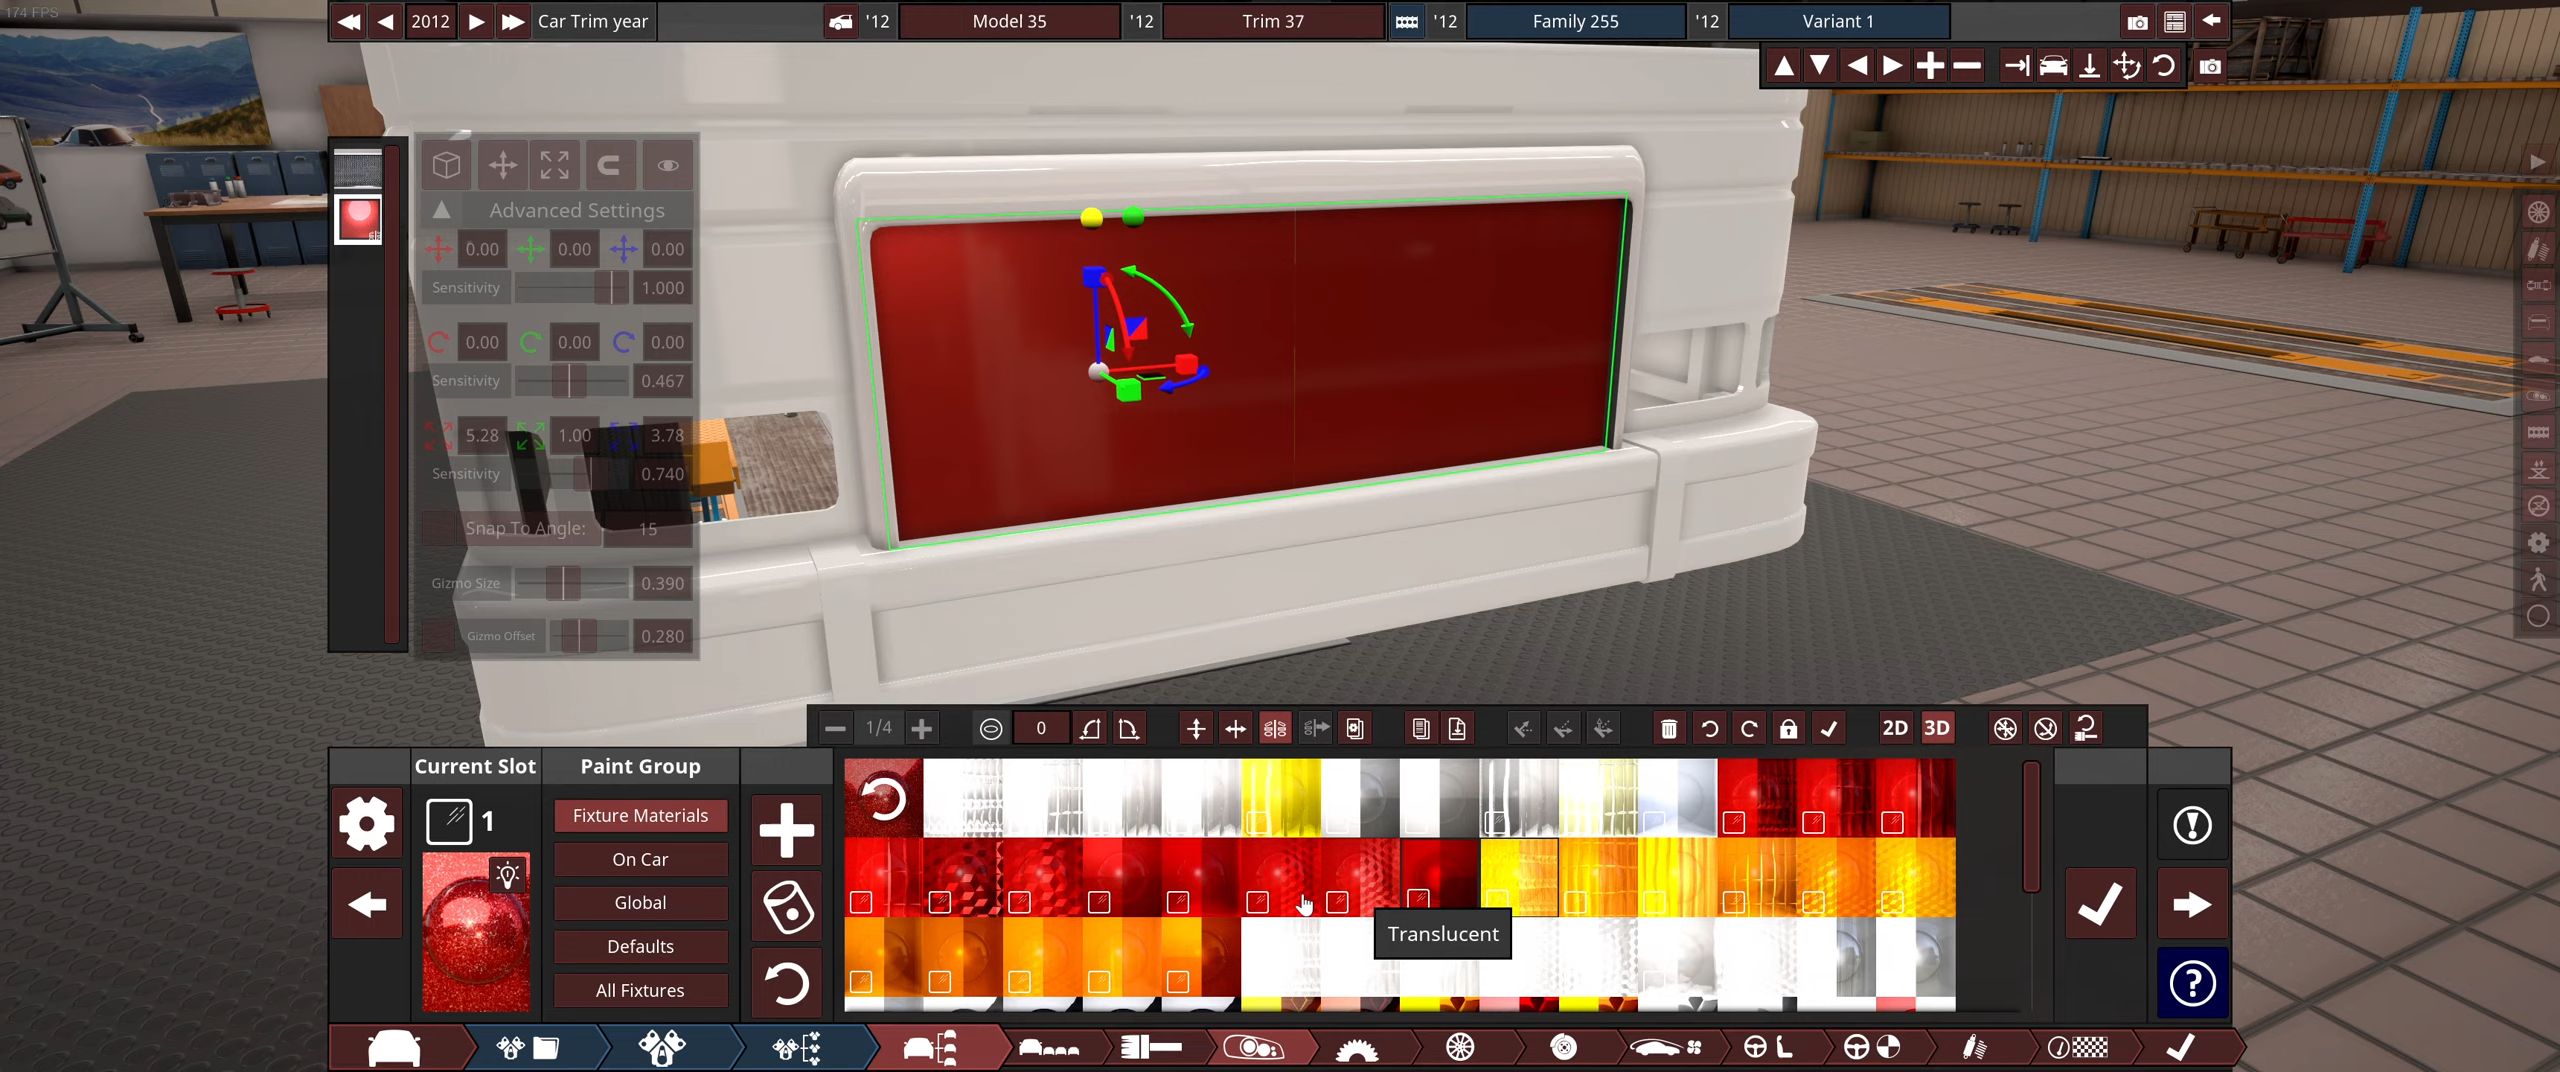 174 FPS
2012
Car Trim year
'12
Model 35
'12
Trim 37
'12
Family 255
'12
Variant 1
Advanced Settings
0.00
0.00
0.00
Sensitivity
1.000
0.00
0.00
0.00
Sensitivity
0.467
5.28
1.00
3.78
Sensitivity
0.740
Snap To Angle:
15
Gizmo Size
0.390
Gizmo Offset
0.280
1/4
0
2D
3D
Current Slot
Paint Group
1
Fixture Materials
On Car
Global
Defaults
All Fixtures
Translucent